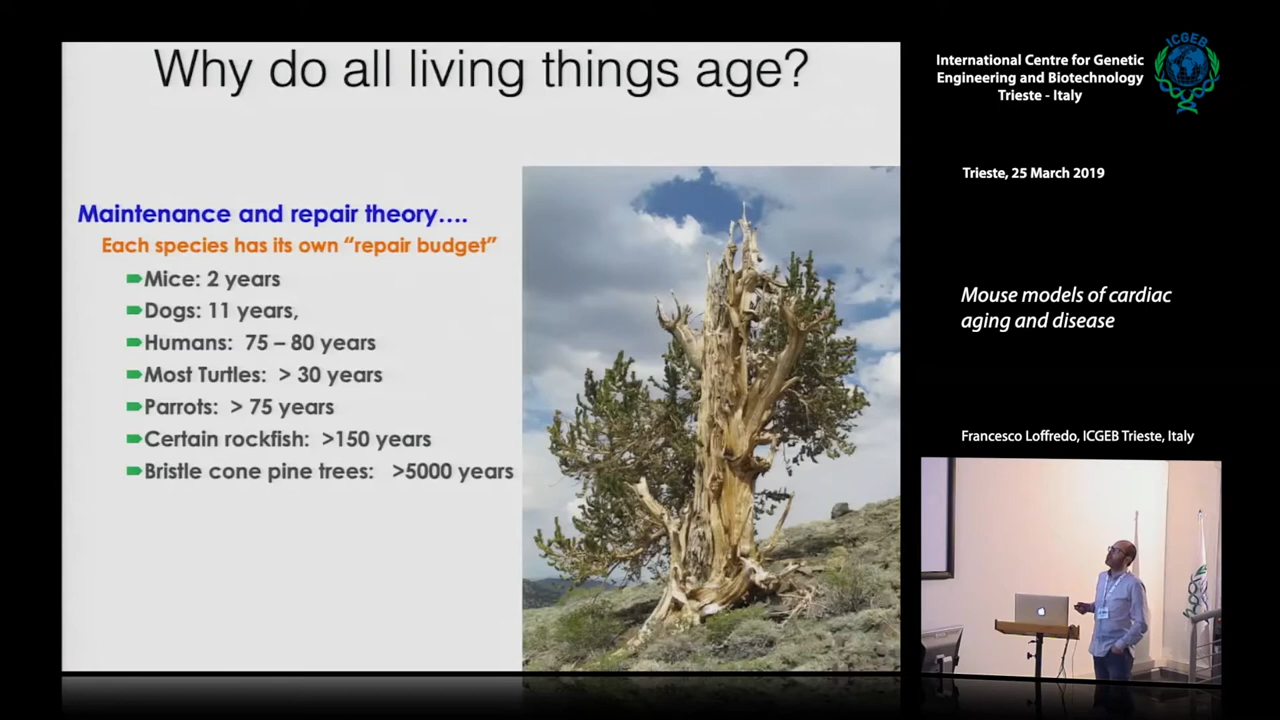 Why do all living things age?
Maintenance and repair theory….
Each species has its own “repair budget”
Mice: 2 years
Dogs: 11 years,
Humans: 75 – 80 years
Most Turtles: > 30 years
Parrots: > 75 years
Certain rockfish: >150 years
Bristle cone pine trees: >5000 years
International Centre for Genetic
Engineering and Biotechnology
Trieste - Italy
ICGEB
Trieste, 25 March 2019
Mouse models of cardiac
aging and disease
Francesco Loffredo, ICGEB Trieste, Italy